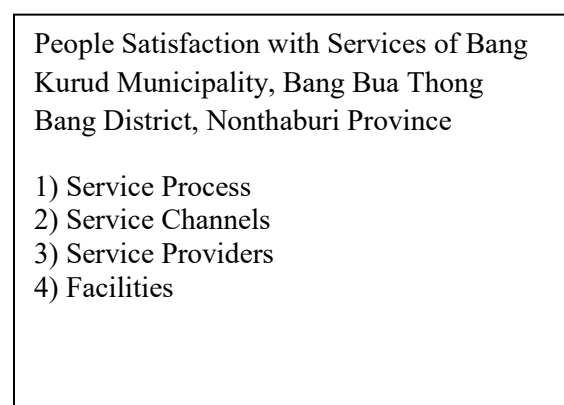 People Satisfaction with Services of Bang
Kurud Municipality, Bang Bua Thong
Bang District, Nonthaburi Province
1) Service Process
2) Service Channels
3) Service Providers
4) Facilities